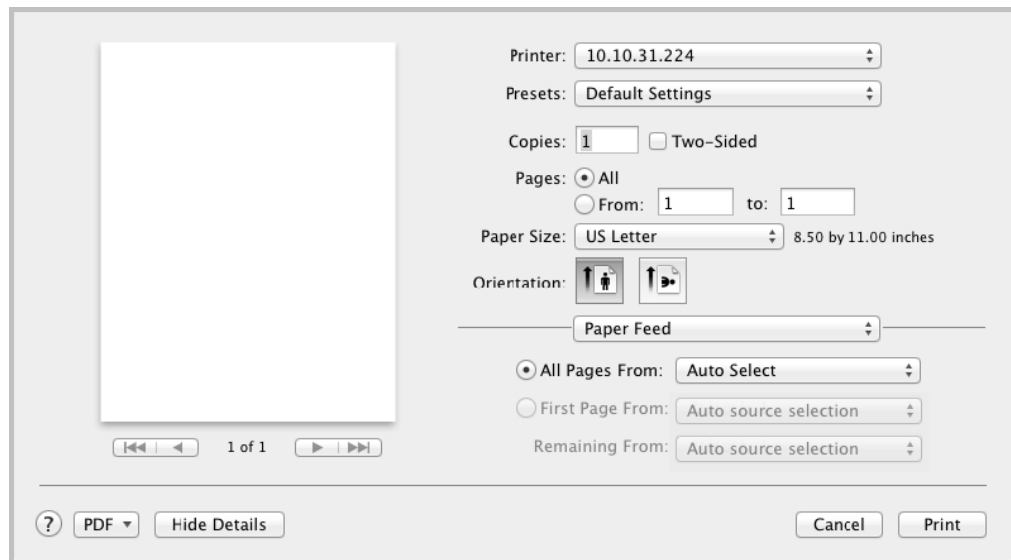 Printer: 10.10.31.224
Presets: Default Settings
Copies: 1 Two-Sided
Pages: All
From: 1 to: 1
Paper Size: US Letter 8.50 by 11.00 inches
Orientation:
Paper Feed
All Pages From: Auto Select
First Page From: Auto source selection
Remaining From: Auto source selection
1 of 1
? PDF Hide Details Cancel Print